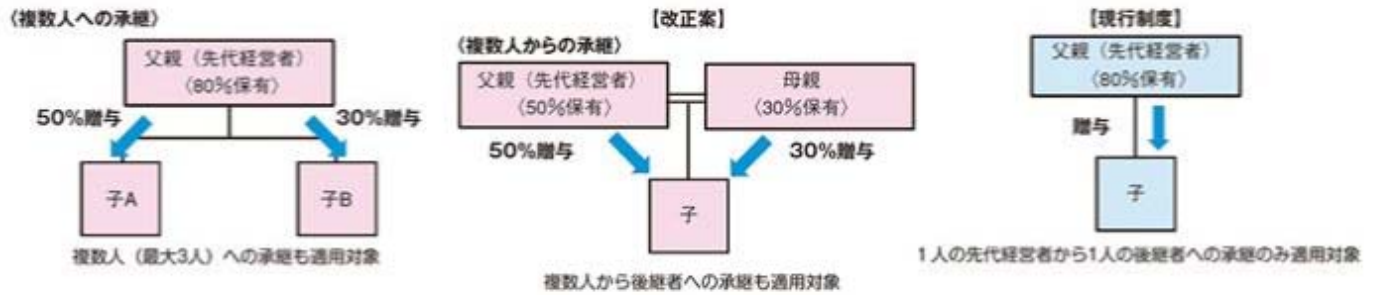 〈複数人への承継〉
父親（先代経営者）
（80%保有）
50%贈与
30%贈与
子A
子B
複数人（最大3人）への承継も適用対象
【改正案】
〈複数人からの承継〉
父親（先代経営者）
（50%保有）
母親
（30%保有）
50%贈与
30%贈与
子
複数人から後継者への承継も適用対象
【現行制度】
父親（先代経営者）
（80%保有）
贈与
子
1人の先代経営者から1人の後継者への承継のみ適用対象